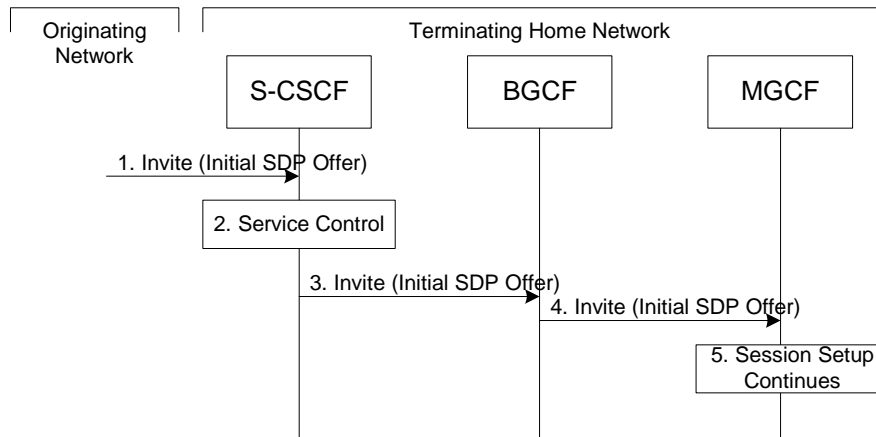 Originating
Network
Terminating Home Network
S-CSCF
BGCF
MGCF
1. Invite (Initial SDP Offer)
2. Service Control
3. Invite (Initial SDP Offer)
4. Invite (Initial SDP Offer)
5. Session Setup
Continues